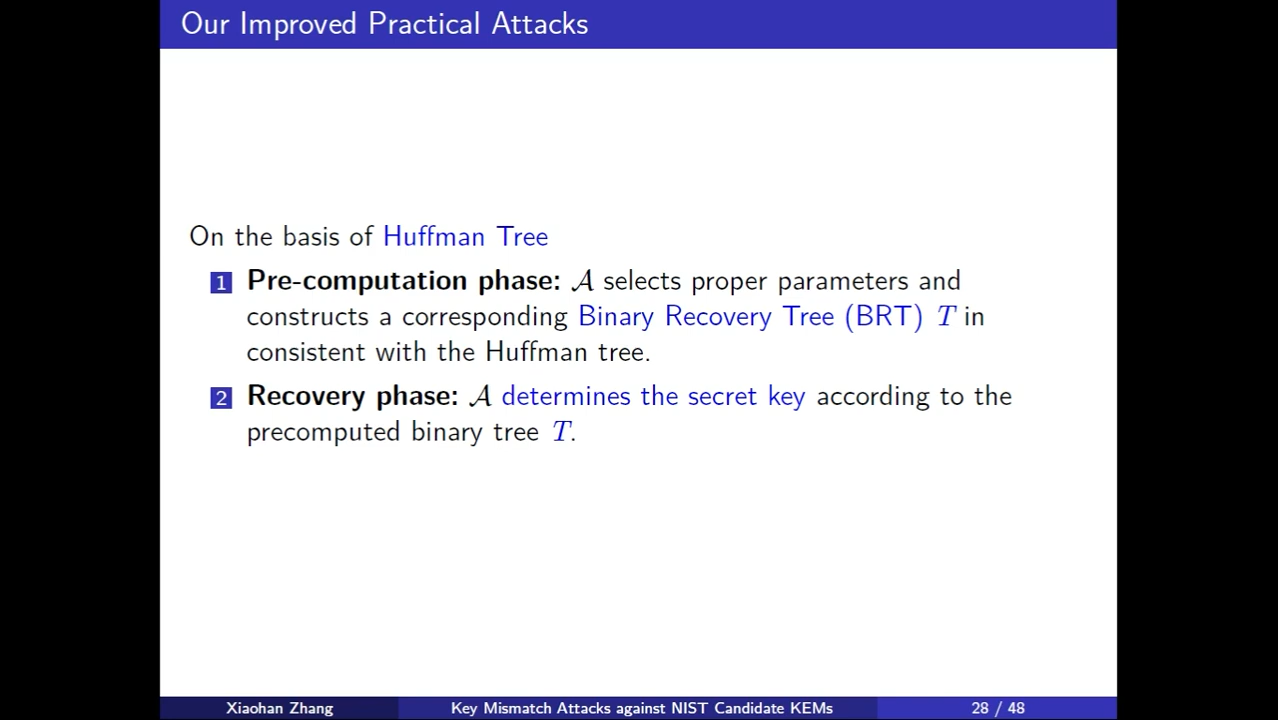 Our Improved Practical Attacks
On the basis of Huffman Tree
1 Pre-computation phase: 𝒜 selects proper parameters and
constructs a corresponding Binary Recovery Tree (BRT) T in
consistent with the Huffman tree.
2 Recovery phase: 𝒜 determines the secret key according to the
precomputed binary tree T.
Xiaohan Zhang Key Mismatch Attacks against NIST Candidate KEMs 28 / 48